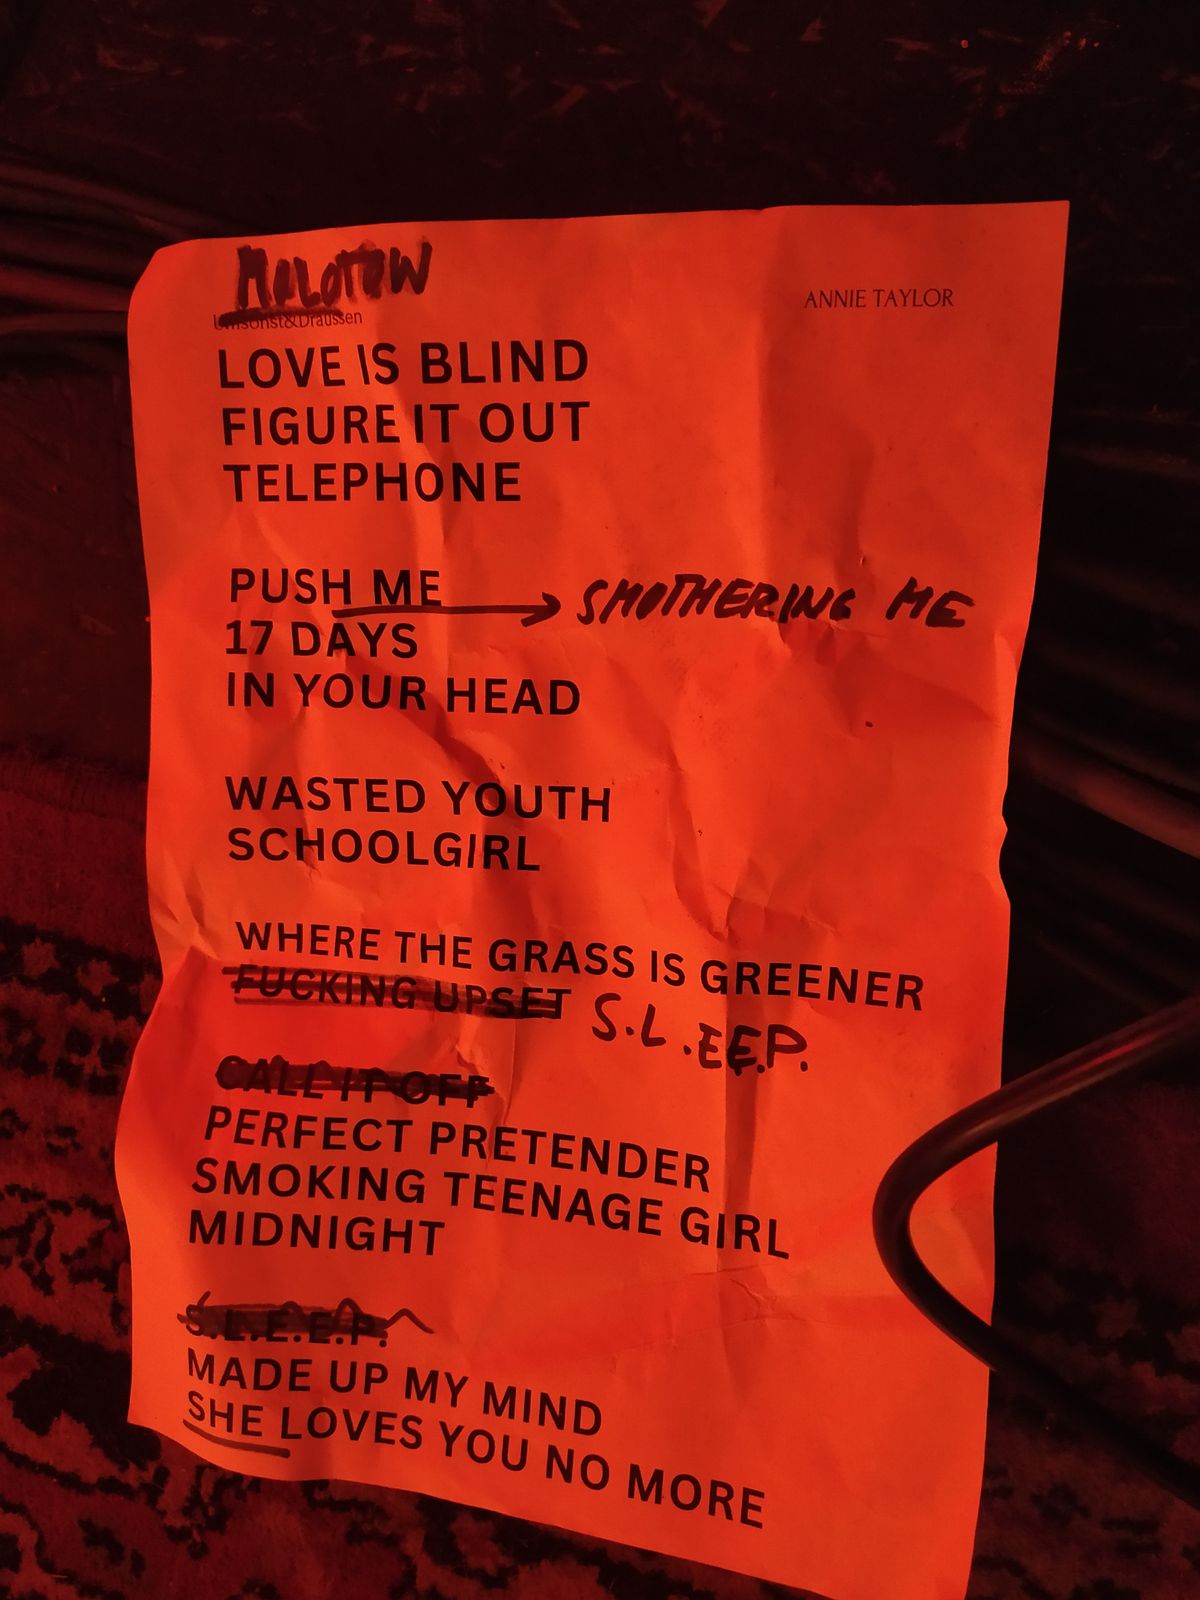 MOLOTOW
Umsonst&Draussen
ANNIE TAYLOR
LOVE IS BLIND
FIGURE IT OUT
TELEPHONE
PUSH ME → SMOTHERING ME
17 DAYS
IN YOUR HEAD
WASTED YOUTH
SCHOOLGIRL
WHERE THE GRASS IS GREENER
FUCKING UPSET S.L.E.E.P.
CALL IT OFF
PERFECT PRETENDER
SMOKING TEENAGE GIRL
MIDNIGHT
S.L.E.E.P.
MADE UP MY MIND
SHE LOVES YOU NO MORE